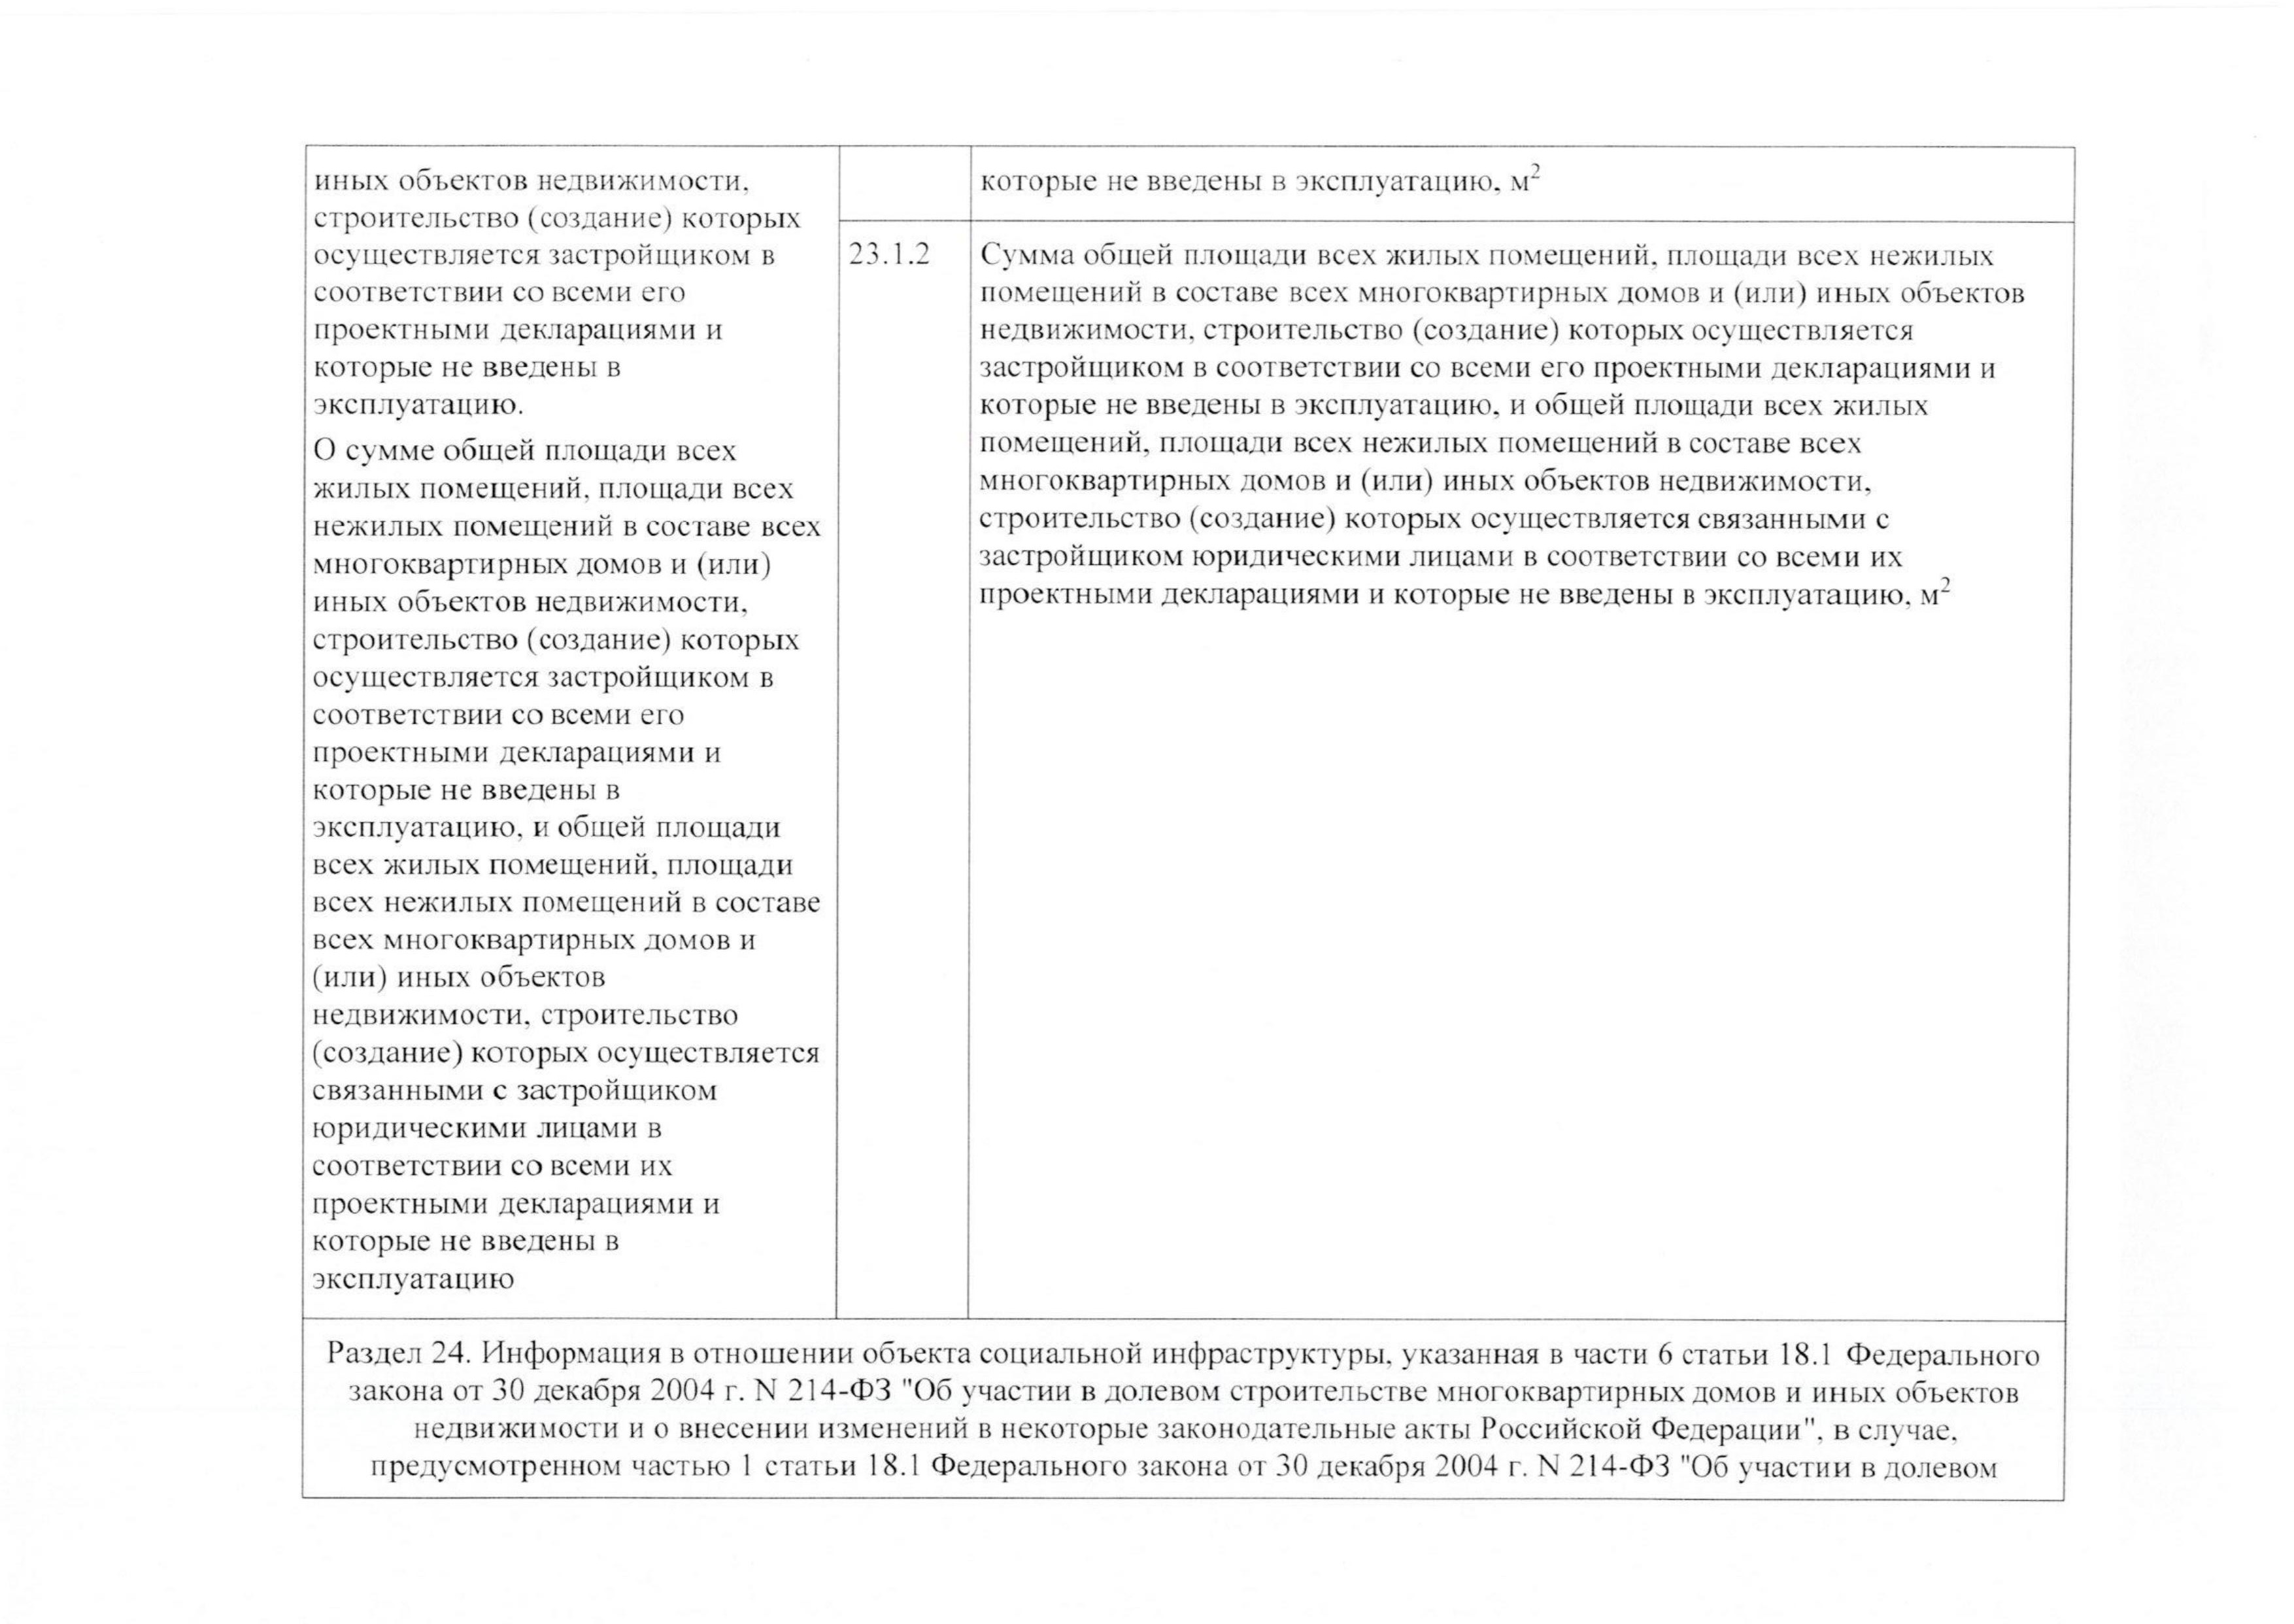 иных объектов недвижимости,
строительство (создание) которых
осуществляется застройщиком в
соответствии со всеми его
проектными декларациями и
которые не введены в
эксплуатацию.
О сумме общей площади всех
жилых помещений, площади всех
нежилых помещений в составе всех
многоквартирных домов и (или)
иных объектов недвижимости,
строительство (создание) которых
осуществляется застройщиком в
соответствии со всеми его
проектными декларациями и
которые не введены в
эксплуатацию, и общей площади
всех жилых помещений, площади
всех нежилых помещений в составе
всех многоквартирных домов и
(или) иных объектов
недвижимости, строительство
(создание) которых осуществляется
связанными с застройщиком
юридическими лицами в
соответствии со всеми их
проектными декларациями и
которые не введены в
эксплуатацию
которые не введены в эксплуатацию, м²
23.1.2
Сумма общей площади всех жилых помещений, площади всех нежилых
помещений в составе всех многоквартирных домов и (или) иных объектов
недвижимости, строительство (создание) которых осуществляется
застройщиком в соответствии со всеми его проектными декларациями и
которые не введены в эксплуатацию, и общей площади всех жилых
помещений, площади всех нежилых помещений в составе всех
многоквартирных домов и (или) иных объектов недвижимости,
строительство (создание) которых осуществляется связанными с
застройщиком юридическими лицами в соответствии со всеми их
проектными декларациями и которые не введены в эксплуатацию, м²
Раздел 24. Информация в отношении объекта социальной инфраструктуры, указанная в части 6 статьи 18.1 Федерального
закона от 30 декабря 2004 г. N 214-ФЗ "Об участии в долевом строительстве многоквартирных домов и иных объектов
недвижимости и о внесении изменений в некоторые законодательные акты Российской Федерации", в случае,
предусмотренном частью 1 статьи 18.1 Федерального закона от 30 декабря 2004 г. N 214-ФЗ "Об участии в долевом